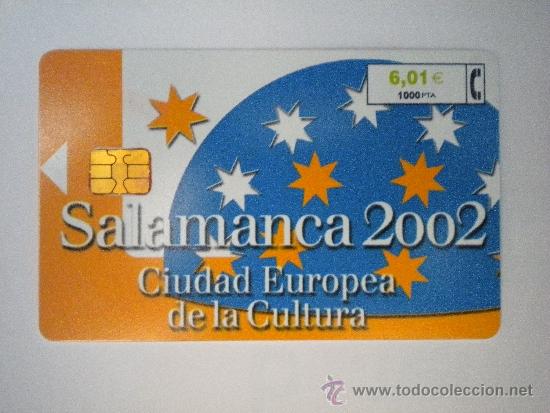 6,01 €
1000 PTA
Salamanca 2002
Ciudad Europea
de la Cultura
www.todocoleccion.net